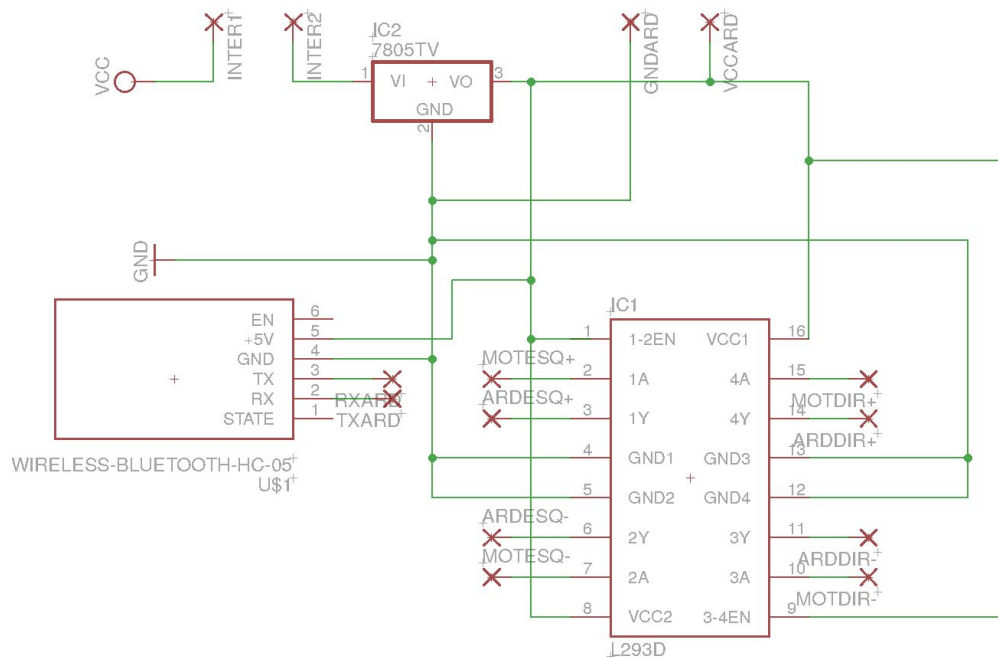 INTER1
INTER2
GNDARD
VCCARD
VCC
IC2
7805TV
1
VI
VO
3
GND
2
GND
EN
6
+5V
5
GND
4
TX
3
RX
2
STATE
1
RXARD
TXARD
WIRELESS-BLUETOOTH-HC-05
U$1
IC1
1
1-2EN
VCC1
16
MOTESQ+
2
1A
4A
15
MOTDIR+
ARDESQ+
3
1Y
4Y
14
ARDDIR+
4
GND1
GND3
13
5
GND2
GND4
12
ARDESQ-
6
2Y
3Y
11
ARDDIR-
MOTESQ-
7
2A
3A
10
MOTDIR-
8
VCC2
3-4EN
9
L293D